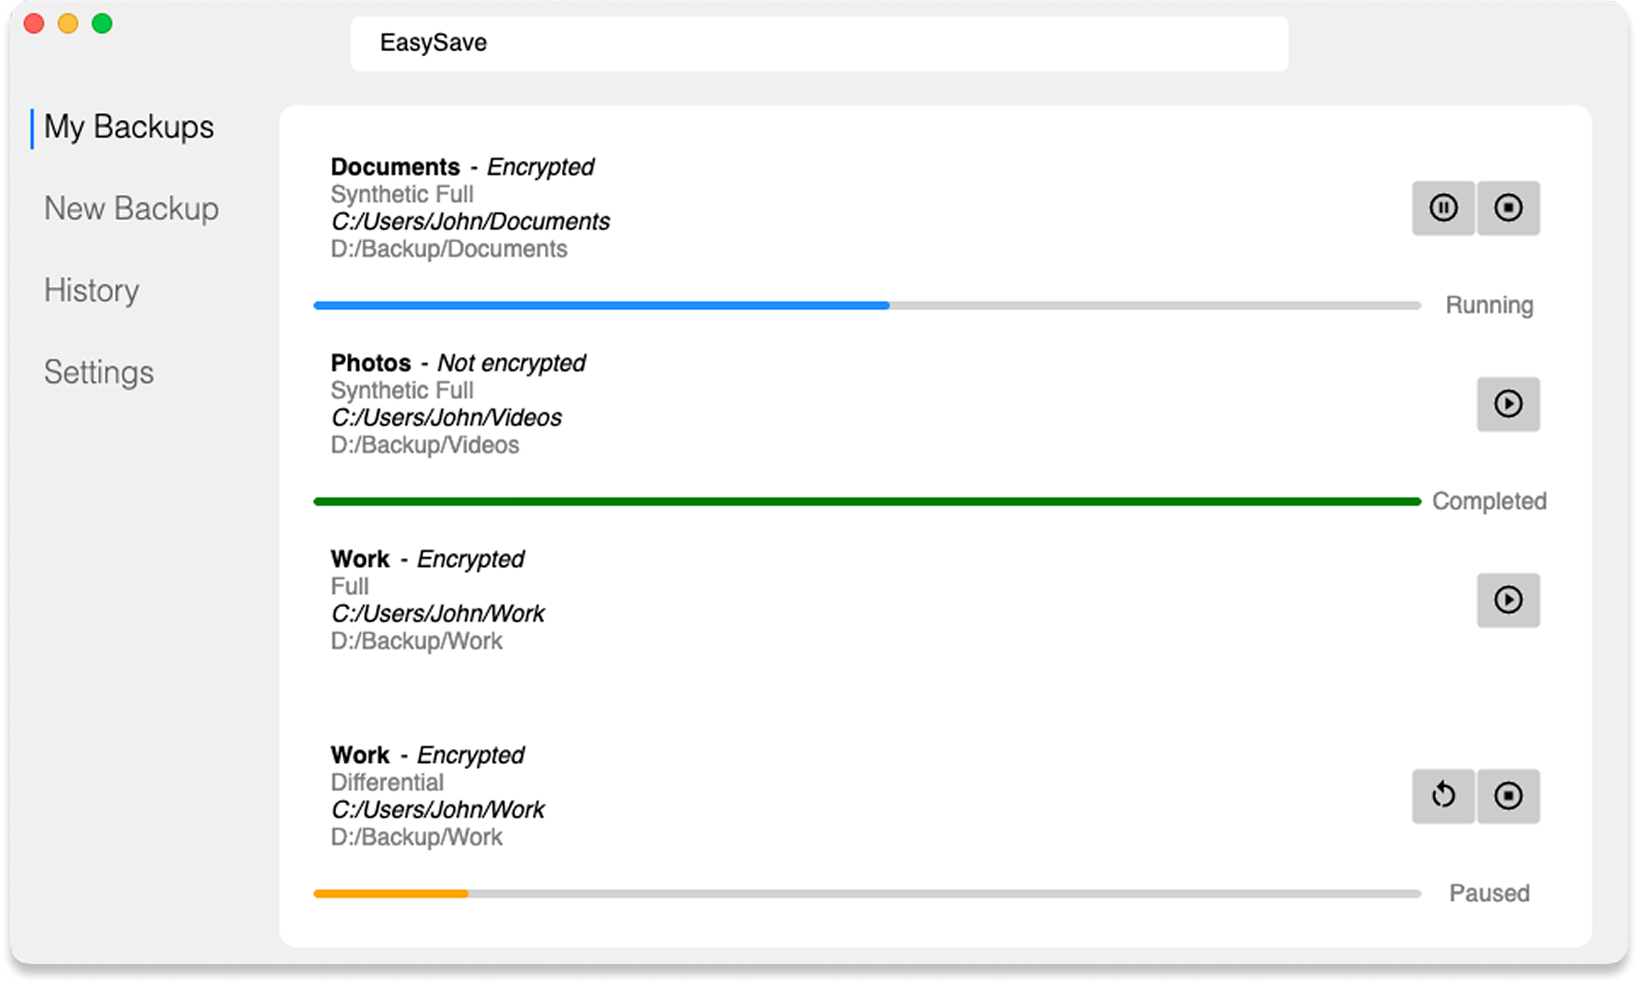 EasySave
My Backups
New Backup
History
Settings
Documents - Encrypted
Synthetic Full
C:/Users/John/Documents
D:/Backup/Documents
Running
Photos - Not encrypted
Synthetic Full
C:/Users/John/Videos
D:/Backup/Videos
Completed
Work - Encrypted
Full
C:/Users/John/Work
D:/Backup/Work
Work - Encrypted
Differential
C:/Users/John/Work
D:/Backup/Work
Paused